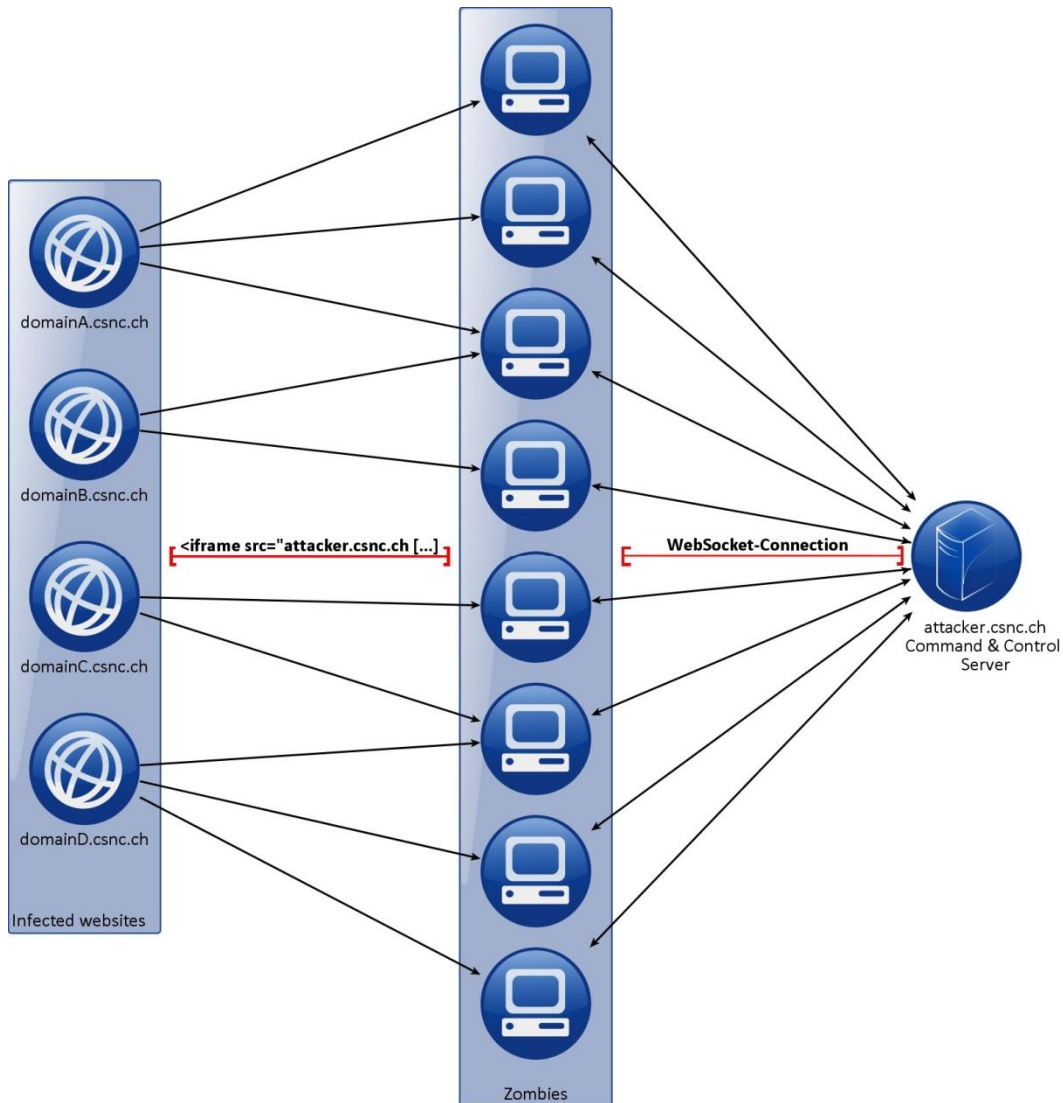 domainA.csnc.ch
domainB.csnc.ch
domainC.csnc.ch
domainD.csnc.ch
Infected websites
<iframe src="attacker.csnc.ch [...]
Zombies
WebSocket-Connection
attacker.csnc.ch
Command & Control
Server